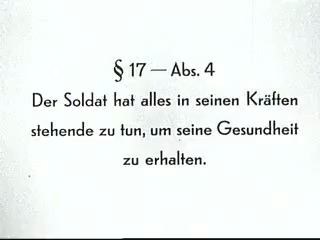 § 17 — Abs. 4
Der Soldat hat alles in seinen Kräften
stehende zu tun, um seine Gesundheit
zu erhalten.